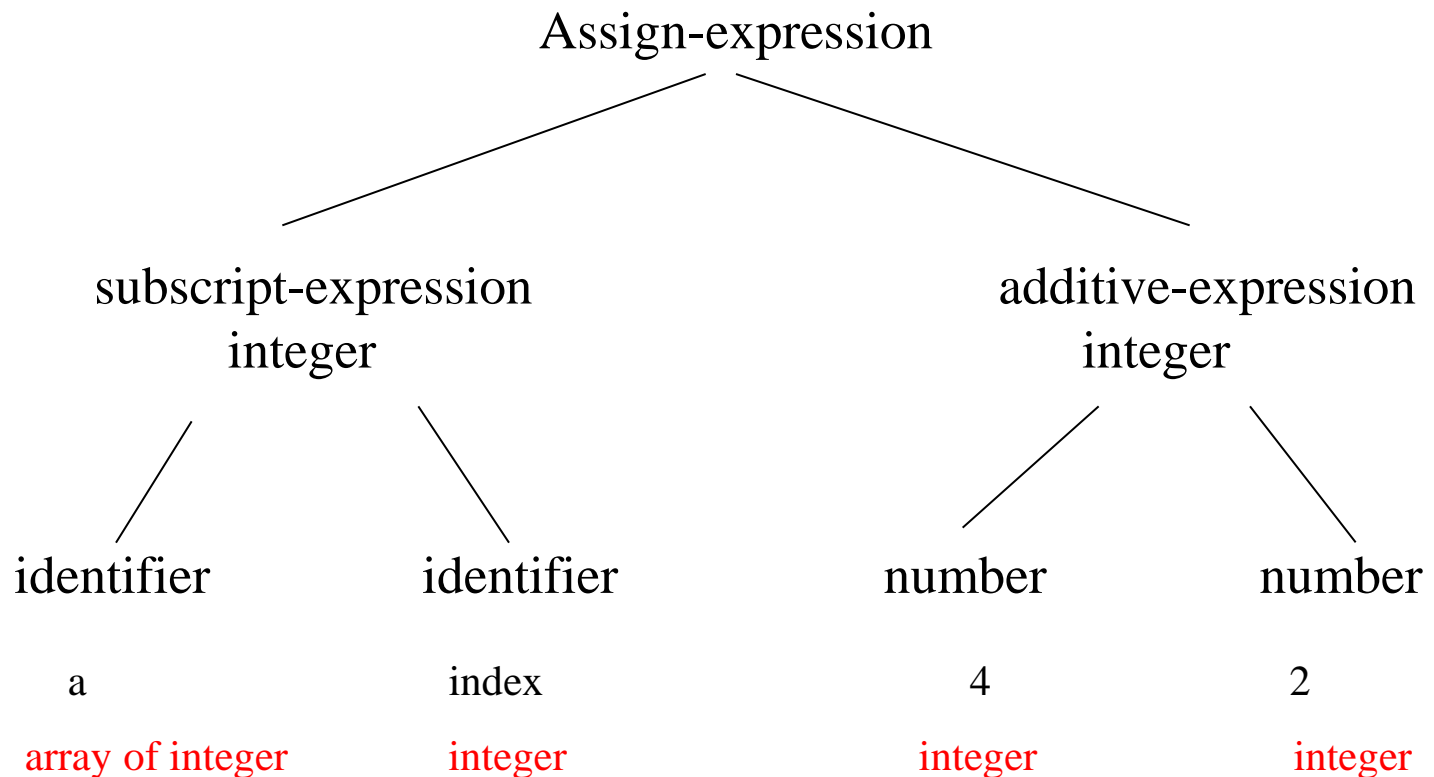 Assign-expression
subscript-expression additive-expression
integer integer
identifier identifier number number
a index 4 2
array of integer integer integer integer